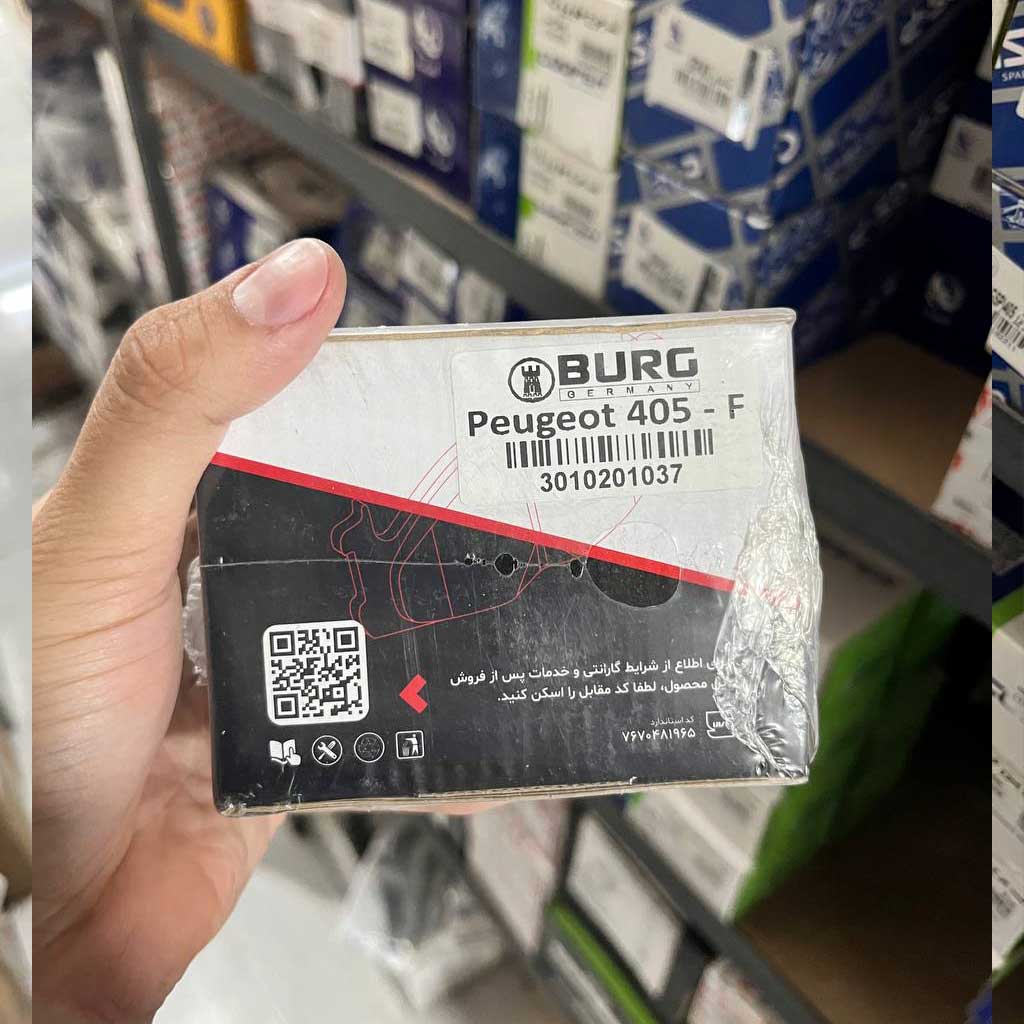 BURG
GERMANY
Peugeot 405 - F
3010201037
اطلاع از شرایط گارانتی و خدمات پس از فروش
محصول، لطفا کد مقابل را اسکن کنید.
کد استاندارد
۷۶۷۰۴۸۱۹۶۵